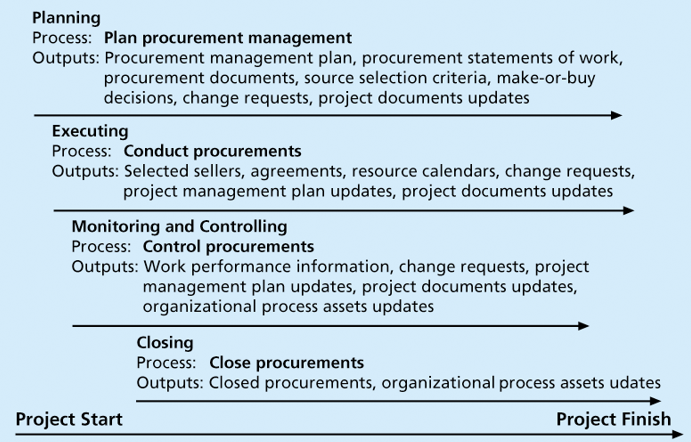 Planning
Process: Plan procurement management
Outputs: Procurement management plan, procurement statements of work,
procurement documents, source selection criteria, make-or-buy
decisions, change requests, project documents updates
Executing
Process: Conduct procurements
Outputs: Selected sellers, agreements, resource calendars, change requests,
project management plan updates, project documents updates
Monitoring and Controlling
Process: Control procurements
Outputs: Work performance information, change requests, project
management plan updates, project documents updates,
organizational process assets updates
Closing
Process: Close procurements
Outputs: Closed procurements, organizational process assets udates
Project Start Project Finish